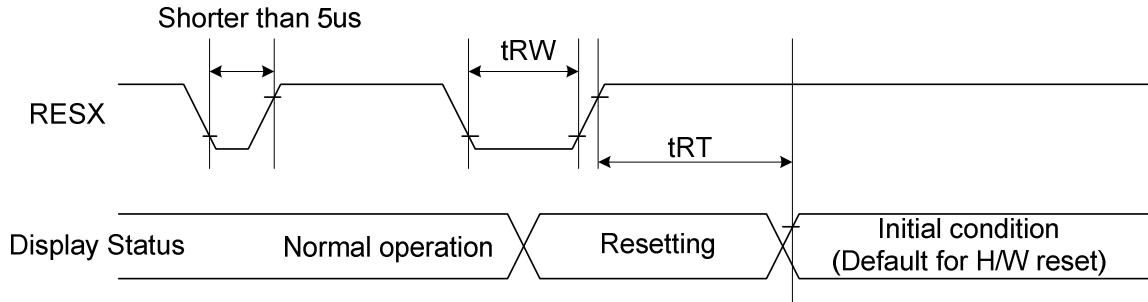 Shorter than 5us
tRW
RESX
tRT
Display Status
Normal operation
Resetting
Initial condition
(Default for H/W reset)